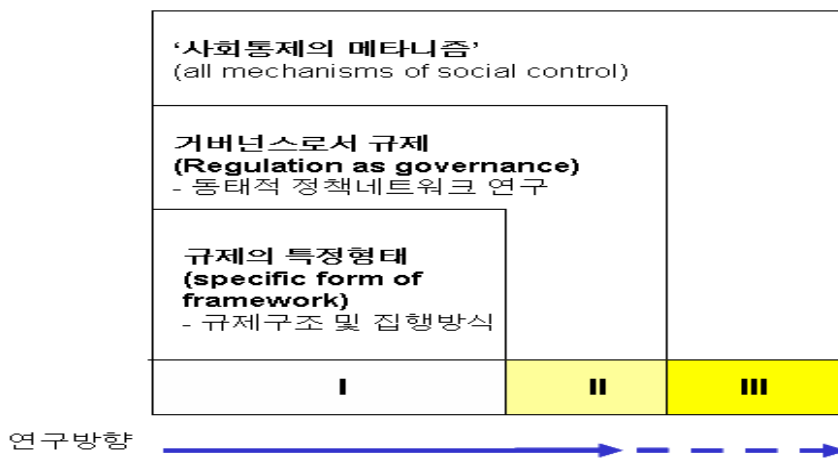 ‘사회통제의 메타니즘’
(all mechanisms of social control)
거버넌스로서 규제
(Regulation as governance)
- 동태적 정책네트워크 연구
규제의 특정형태
(specific form of
framework)
- 규제구조 및 집행방식
I II III
연구방향